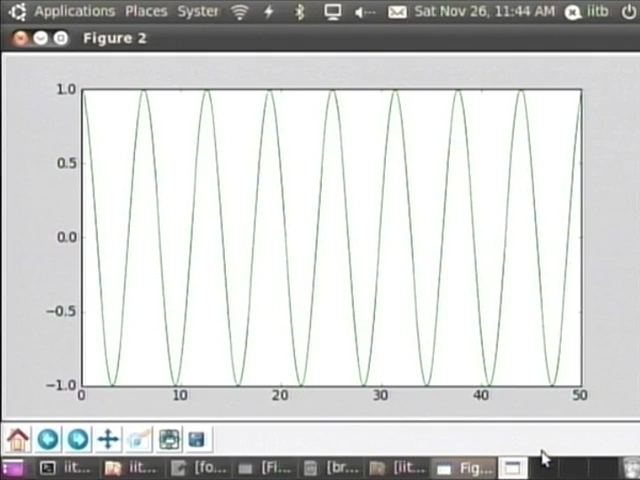 Applications Places Syster Sat Nov 26, 11:44 AM iitb
Figure 2
1.0
0.5
0.0
−0.5
−1.0
0 10 20 30 40 50
iit... iit... [fo... [Fi... [br... [iit... Fig...